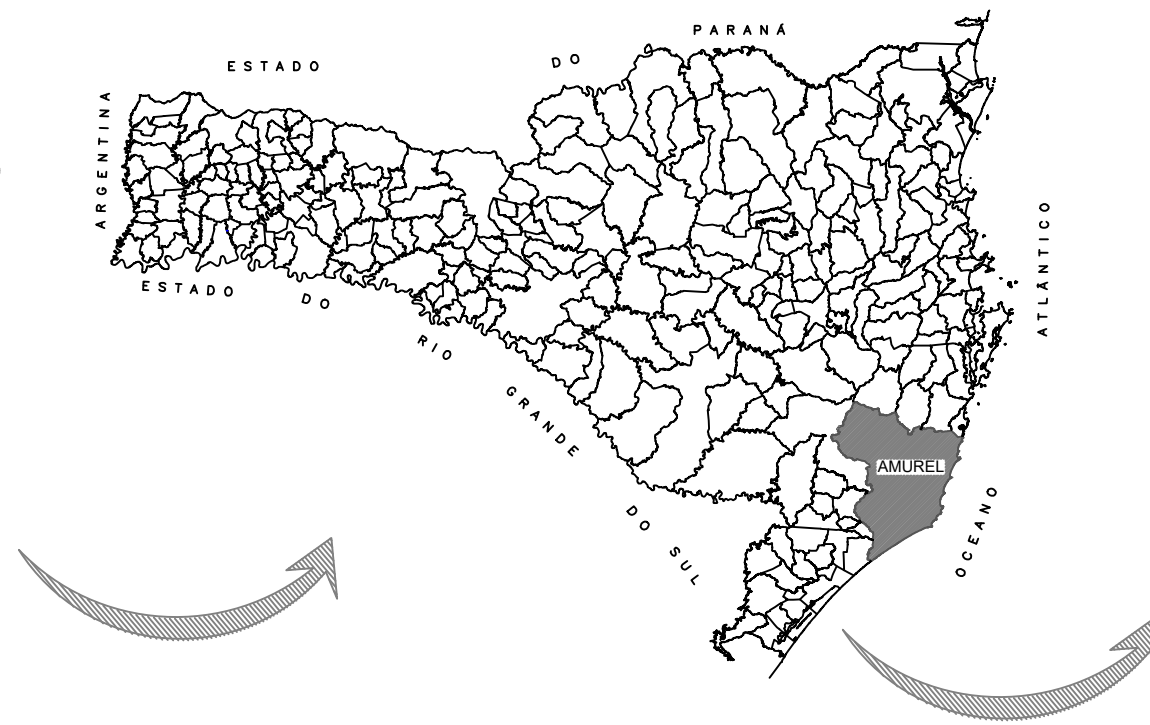 PARANÁ
DO
ESTADO
ARGENTINA
ATLÂNTICO
ESTADO
DO
RIO
GRANDE
DO SUL
AMUREL
OCEANO